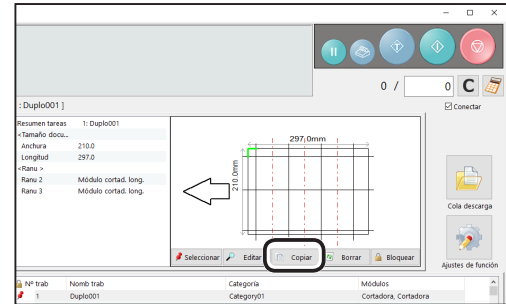 0 / 0 C
: Duplo001 ]
Conectar
Resumen tareas 1: Duplo001
<Tamaño docu...
Anchura 210.0
Longitud 297.0
<Ranu >
Ranu 2 Módulo cortad. long.
Ranu 3 Módulo cortad. long.
297.0mm
210.0mm
Cola descarga
Seleccionar Editar Copiar Borrar Bloquear
Ajustes de función
Nº trab Nomb trab Categoría Módulos
1 Duplo001 Category01 Cortadora, Cortadora